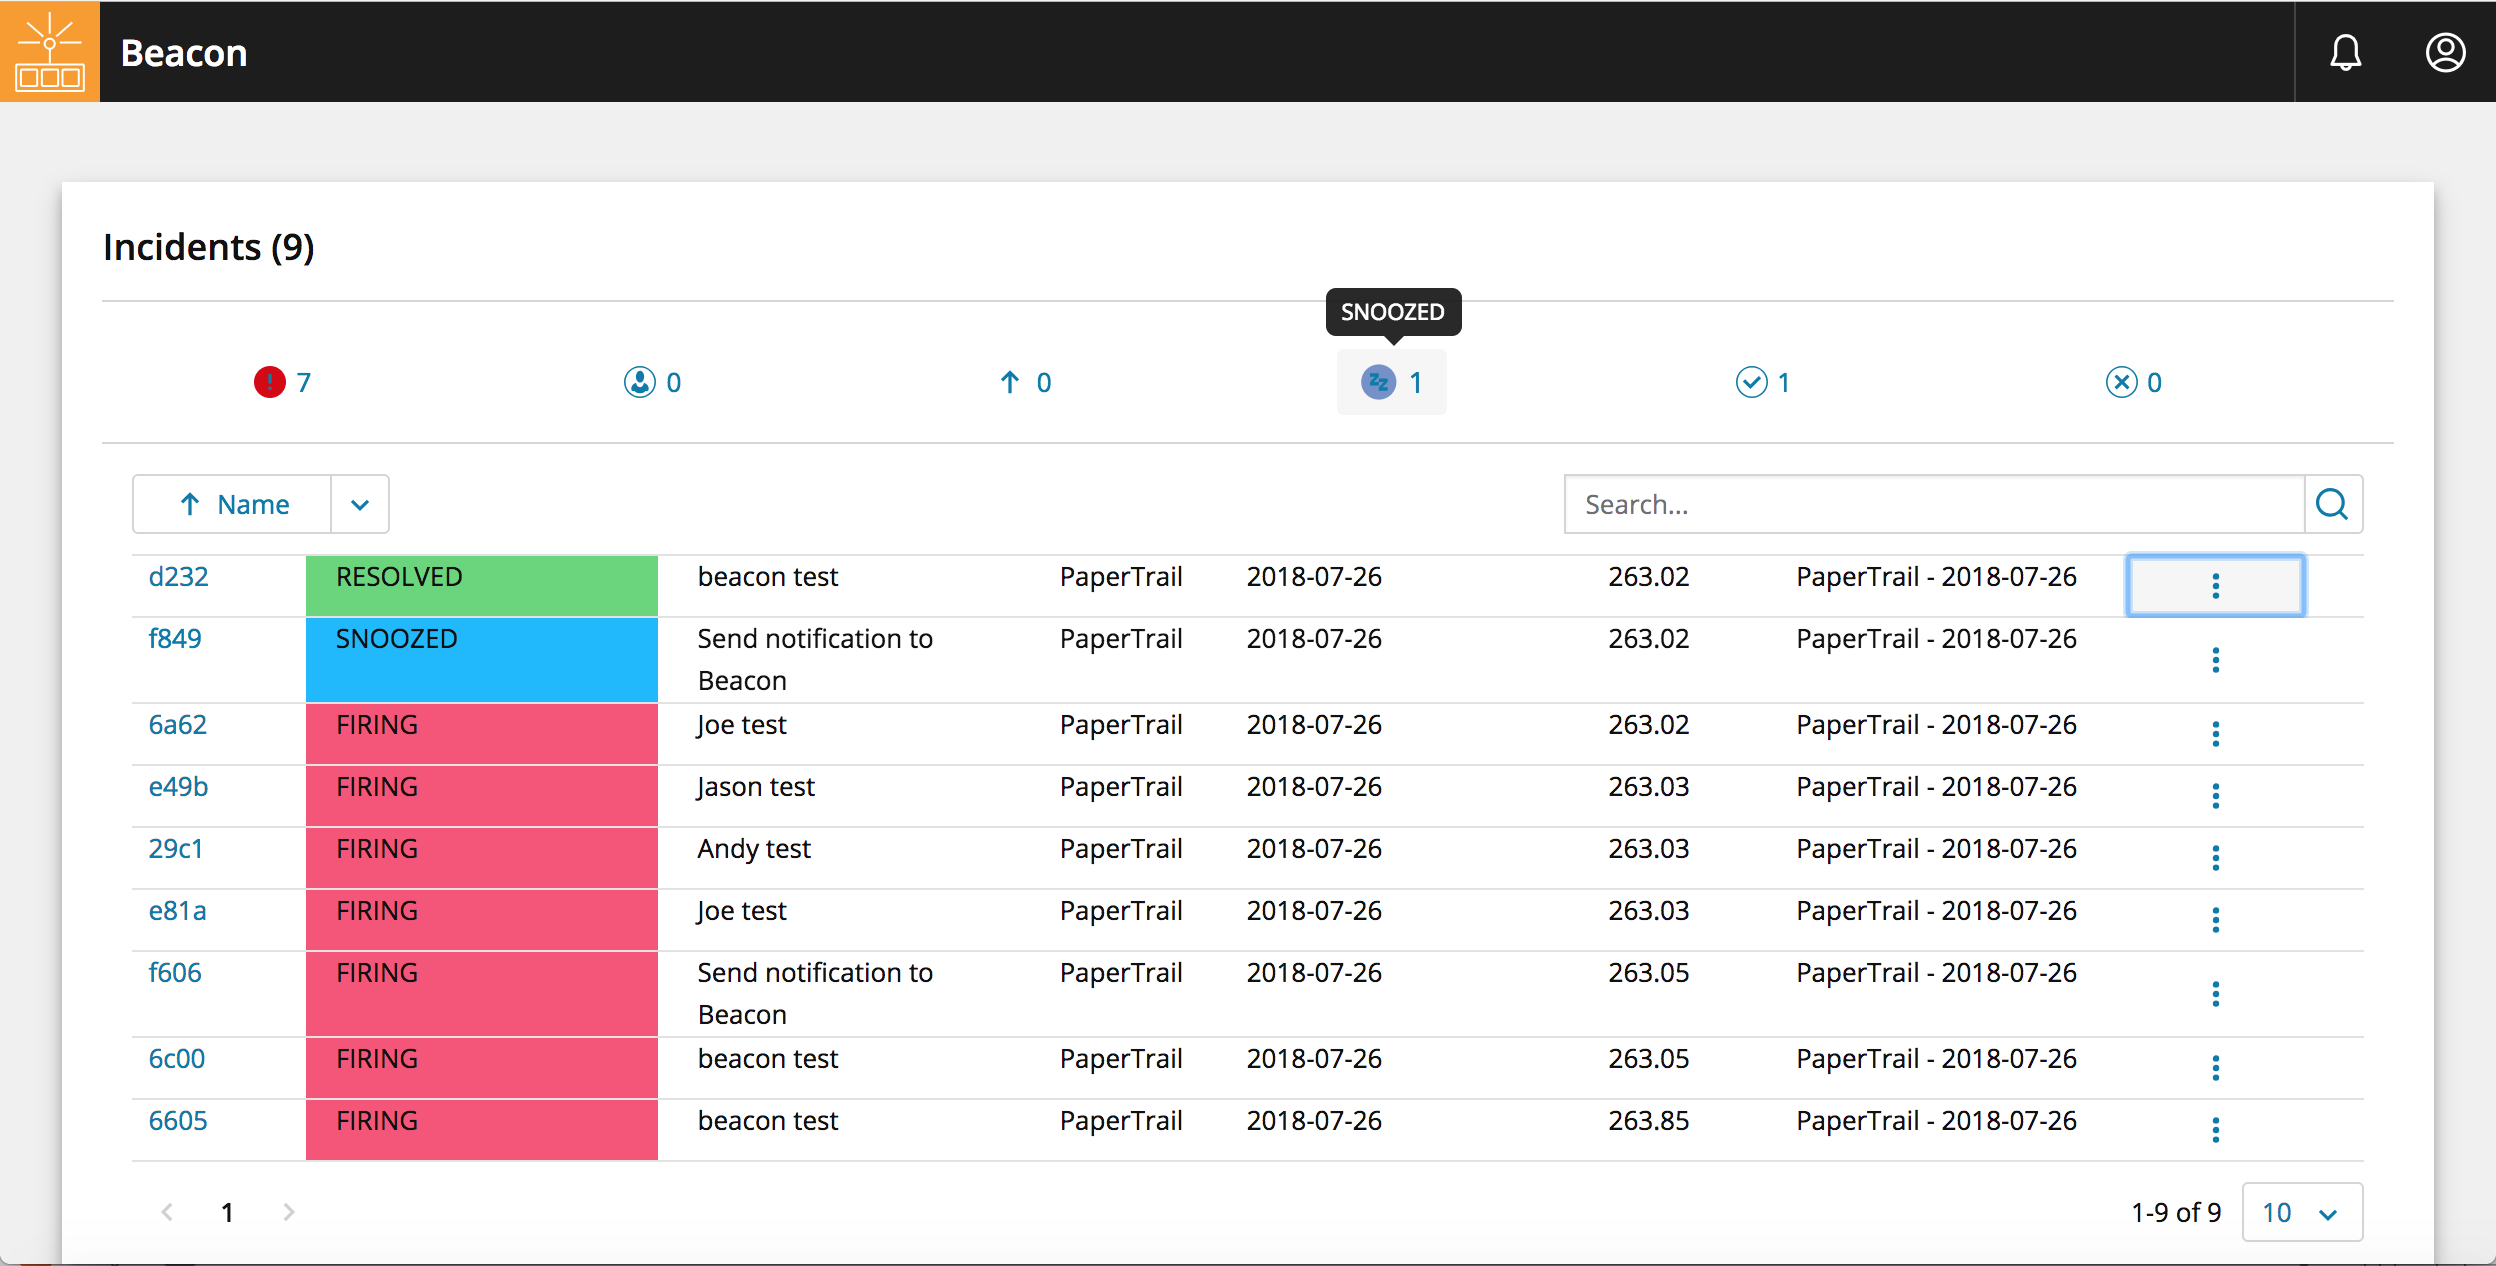 Beacon
Incidents (9)
SNOOZED
7 0 0 1 1 0
Name Search...
d232 RESOLVED beacon test PaperTrail 2018-07-26 263.02 PaperTrail - 2018-07-26
f849 SNOOZED Send notification to PaperTrail 2018-07-26 263.02 PaperTrail - 2018-07-26
Beacon
6a62 FIRING Joe test PaperTrail 2018-07-26 263.02 PaperTrail - 2018-07-26
e49b FIRING Jason test PaperTrail 2018-07-26 263.03 PaperTrail - 2018-07-26
29c1 FIRING Andy test PaperTrail 2018-07-26 263.03 PaperTrail - 2018-07-26
e81a FIRING Joe test PaperTrail 2018-07-26 263.03 PaperTrail - 2018-07-26
f606 FIRING Send notification to PaperTrail 2018-07-26 263.05 PaperTrail - 2018-07-26
Beacon
6c00 FIRING beacon test PaperTrail 2018-07-26 263.05 PaperTrail - 2018-07-26
6605 FIRING beacon test PaperTrail 2018-07-26 263.85 PaperTrail - 2018-07-26
1 1-9 of 9 10